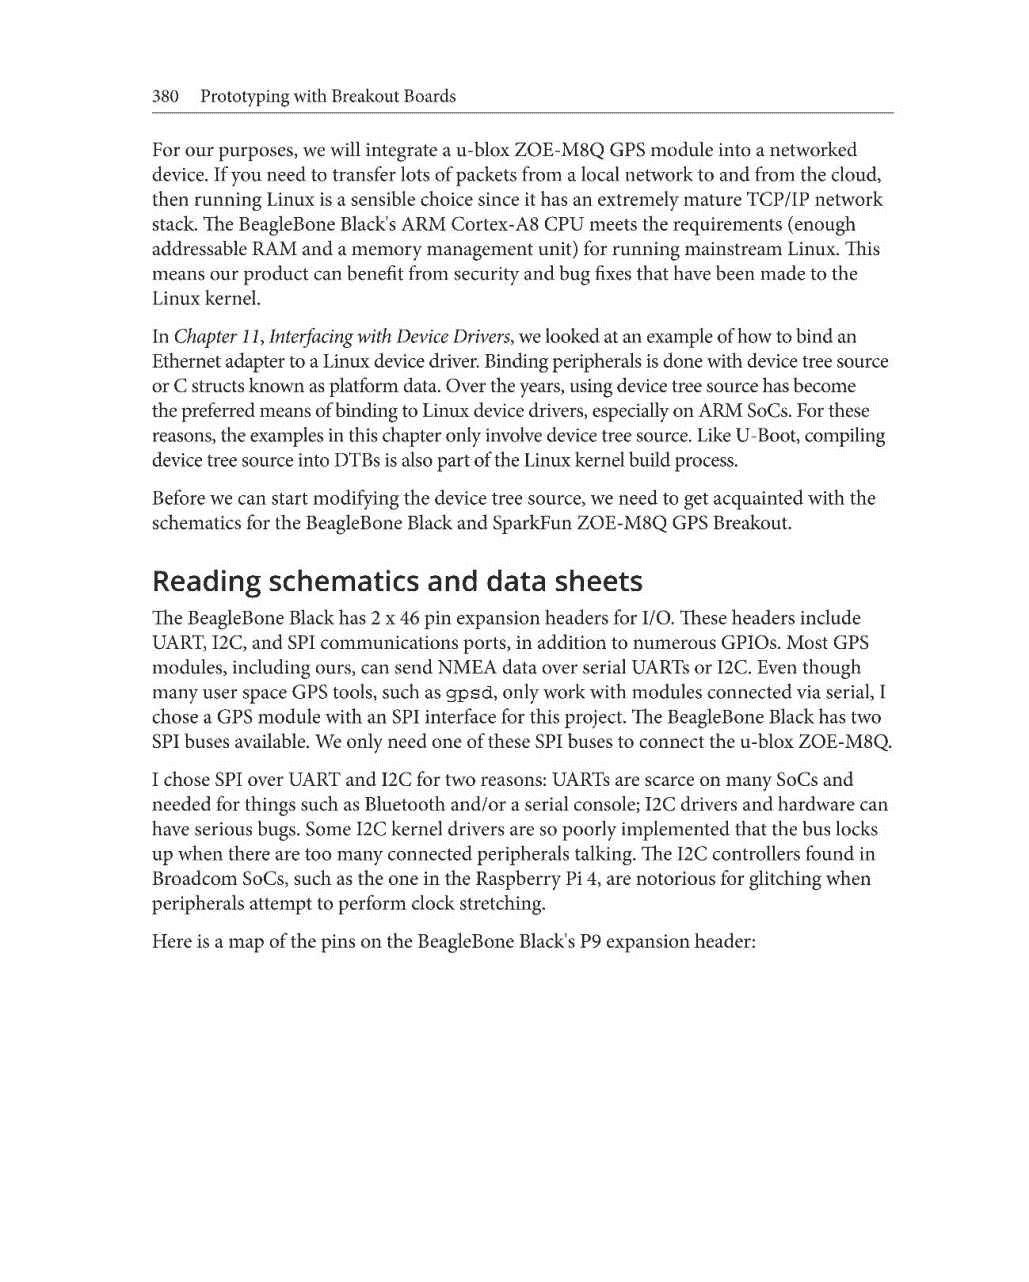 380 Prototyping with Breakout Boards
For our purposes, we will integrate a u-blox ZOE-M8Q GPS module into a networked
device. If you need to transfer lots of packets from a local network to and from the cloud,
then running Linux is a sensible choice since it has an extremely mature TCP/IP network
stack. The BeagleBone Black's ARM Cortex-A8 CPU meets the requirements (enough
addressable RAM and a memory management unit) for running mainstream Linux. This
means our product can benefit from security and bug fixes that have been made to the
Linux kernel.
In Chapter 11, Interfacing with Device Drivers, we looked at an example of how to bind an
Ethernet adapter to a Linux device driver. Binding peripherals is done with device tree source
or C structs known as platform data. Over the years, using device tree source has become
the preferred means of binding to Linux device drivers, especially on ARM SoCs. For these
reasons, the examples in this chapter only involve device tree source. Like U-Boot, compiling
device tree source into DTBs is also part of the Linux kernel build process.
Before we can start modifying the device tree source, we need to get acquainted with the
schematics for the BeagleBone Black and SparkFun ZOE-M8Q GPS Breakout.
Reading schematics and data sheets
The BeagleBone Black has 2 x 46 pin expansion headers for I/O. These headers include
UART, I2C, and SPI communications ports, in addition to numerous GPIOs. Most GPS
modules, including ours, can send NMEA data over serial UARTs or I2C. Even though
many user space GPS tools, such as gpsd, only work with modules connected via serial, I
chose a GPS module with an SPI interface for this project. The BeagleBone Black has two
SPI buses available. We only need one of these SPI buses to connect the u-blox ZOE-M8Q.
I chose SPI over UART and I2C for two reasons: UARTs are scarce on many SoCs and
needed for things such as Bluetooth and/or a serial console; I2C drivers and hardware can
have serious bugs. Some I2C kernel drivers are so poorly implemented that the bus locks
up when there are too many connected peripherals talking. The I2C controllers found in
Broadcom SoCs, such as the one in the Raspberry Pi 4, are notorious for glitching when
peripherals attempt to perform clock stretching.
Here is a map of the pins on the BeagleBone Black's P9 expansion header: